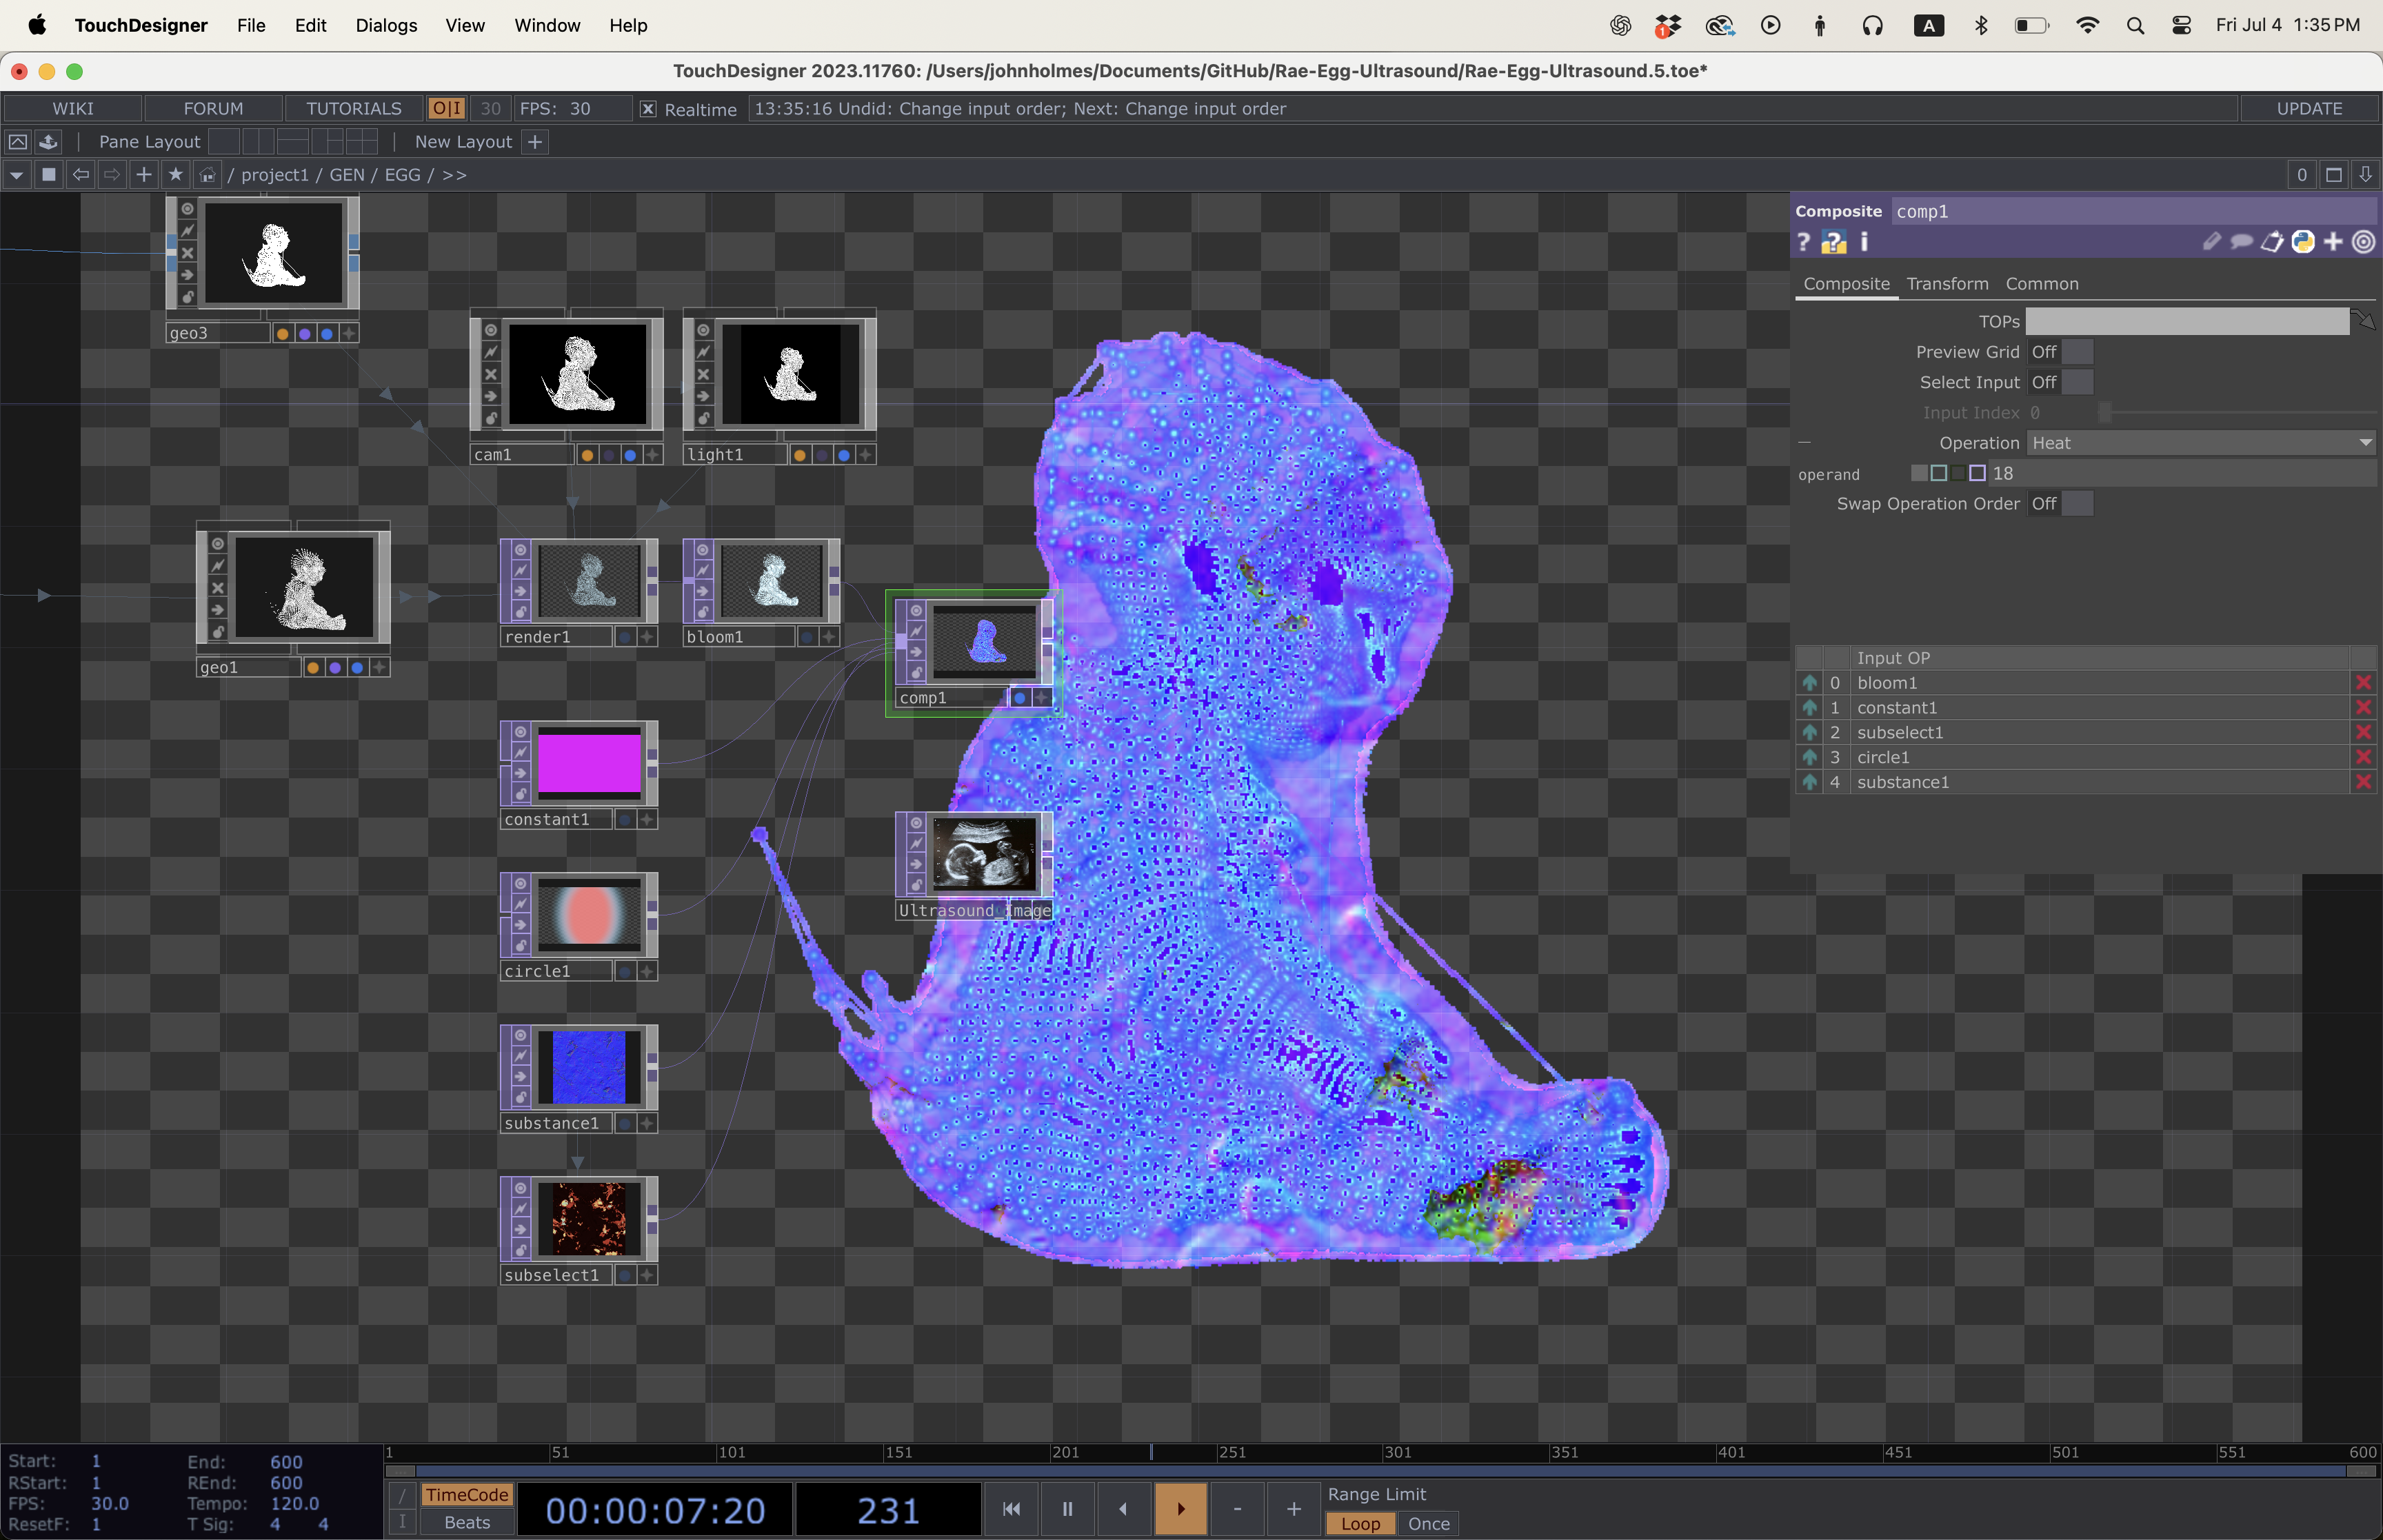 TouchDesigner File Edit Dialogs View Window Help 1 A Fri Jul 4 1:35 PM
TouchDesigner 2023.11760: /Users/johnholmes/Documents/GitHub/Rae-Egg-Ultrasound/Rae-Egg-Ultrasound.5.toe*
WIKI FORUM TUTORIALS O|I 30 FPS: 30 Realtime 13:35:16 Undid: Change input order; Next: Change input order UPDATE
Pane Layout New Layout +
/ project1 / GEN / EGG / >> 0
Composite comp1
? ? i
Composite Transform Common
TOPs
Preview Grid Off
Select Input Off
Input Index 0
Operation Heat
operand 18
Swap Operation Order Off
Input OP
0 bloom1
1 constant1
2 subselect1
3 circle1
4 substance1
geo3
cam1
light1
geo1
render1
bloom1
comp1
constant1
Ultrasound_Image
circle1
substance1
subselect1
1 51 101 151 201 251 301 351 401 451 501 551 600
Start: 1 End: 600
RStart: 1 REnd: 600
FPS: 30.0 Tempo: 120.0
ResetF: 1 T Sig: 4 4
/ TimeCode
I Beats
00:00:07:20 231 - +
Range Limit
Loop Once